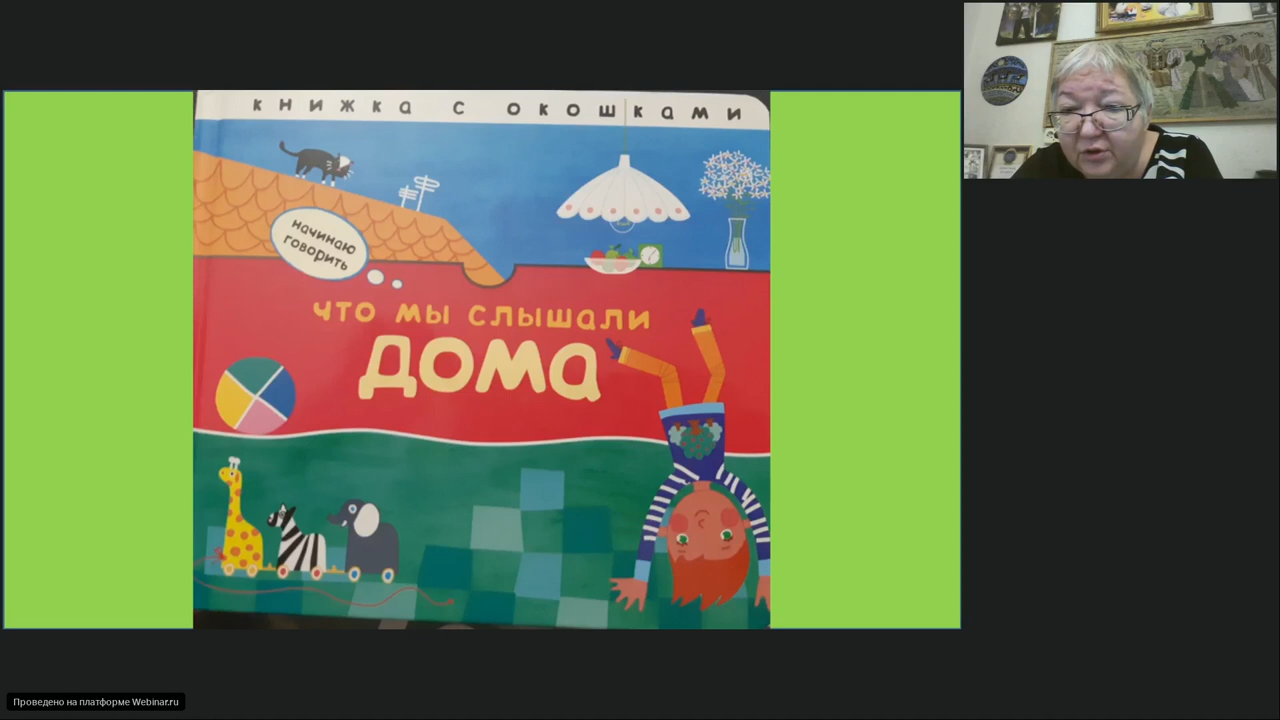 книжка с окошками
начинаю
говорить
что мы слышали
дома
Проведено на платформе Webinar.ru